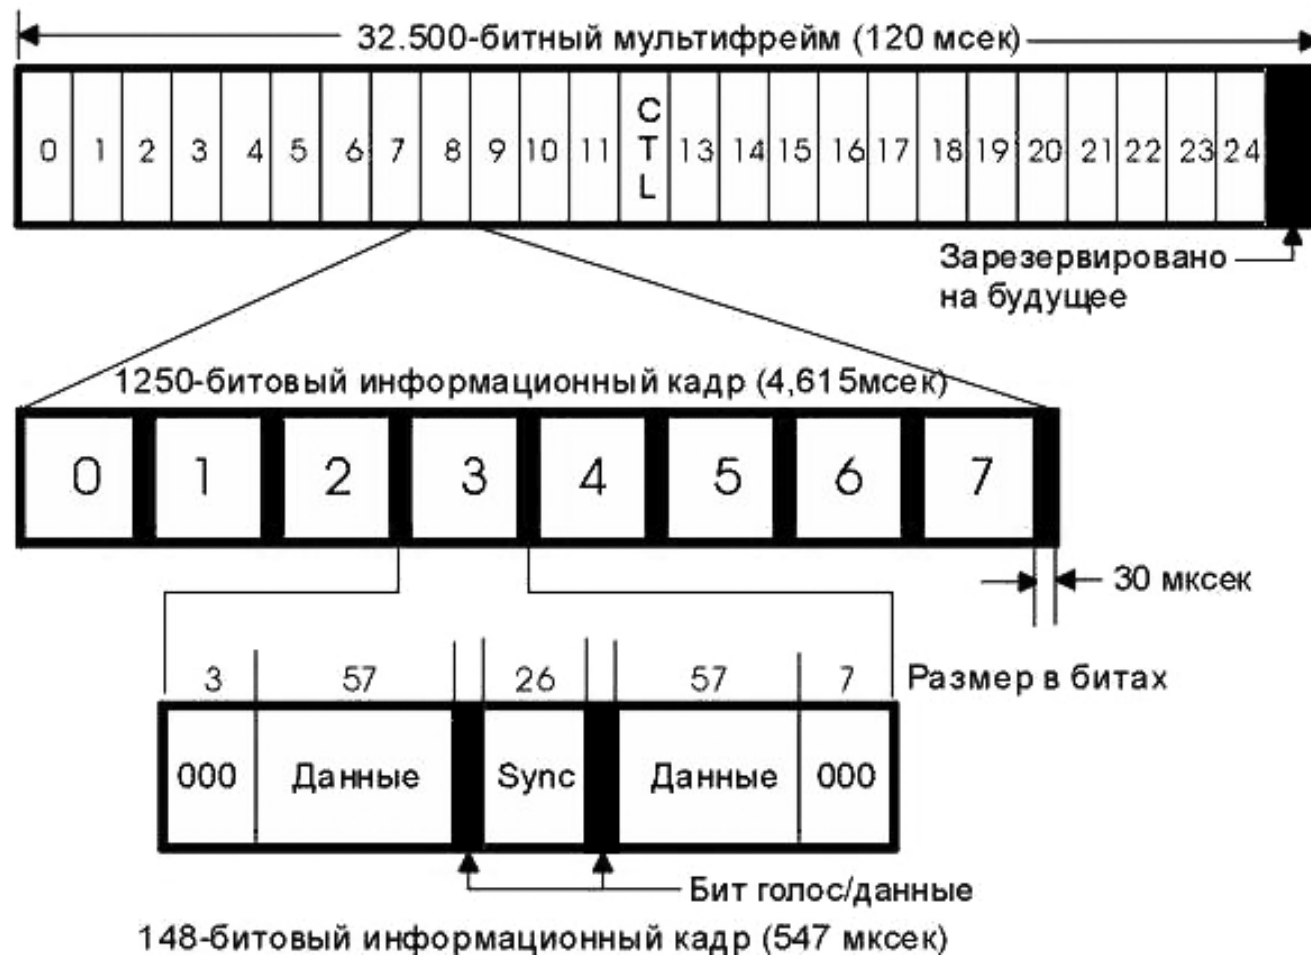 32.500-битный мультифрейм (120 мсек)
0 1 2 3 4 5 6 7 8 9 10 11 CTL 13 14 15 16 17 18 19 20 21 22 23 24
Зарезервировано
на будущее
1250-битовый информационный кадр (4,615мсек)
0 1 2 3 4 5 6 7
30 мксек
3 57 26 57 7 Размер в битах
000 Данные Sync Данные 000
Бит голос/данные
148-битовый информационный кадр (547 мксек)